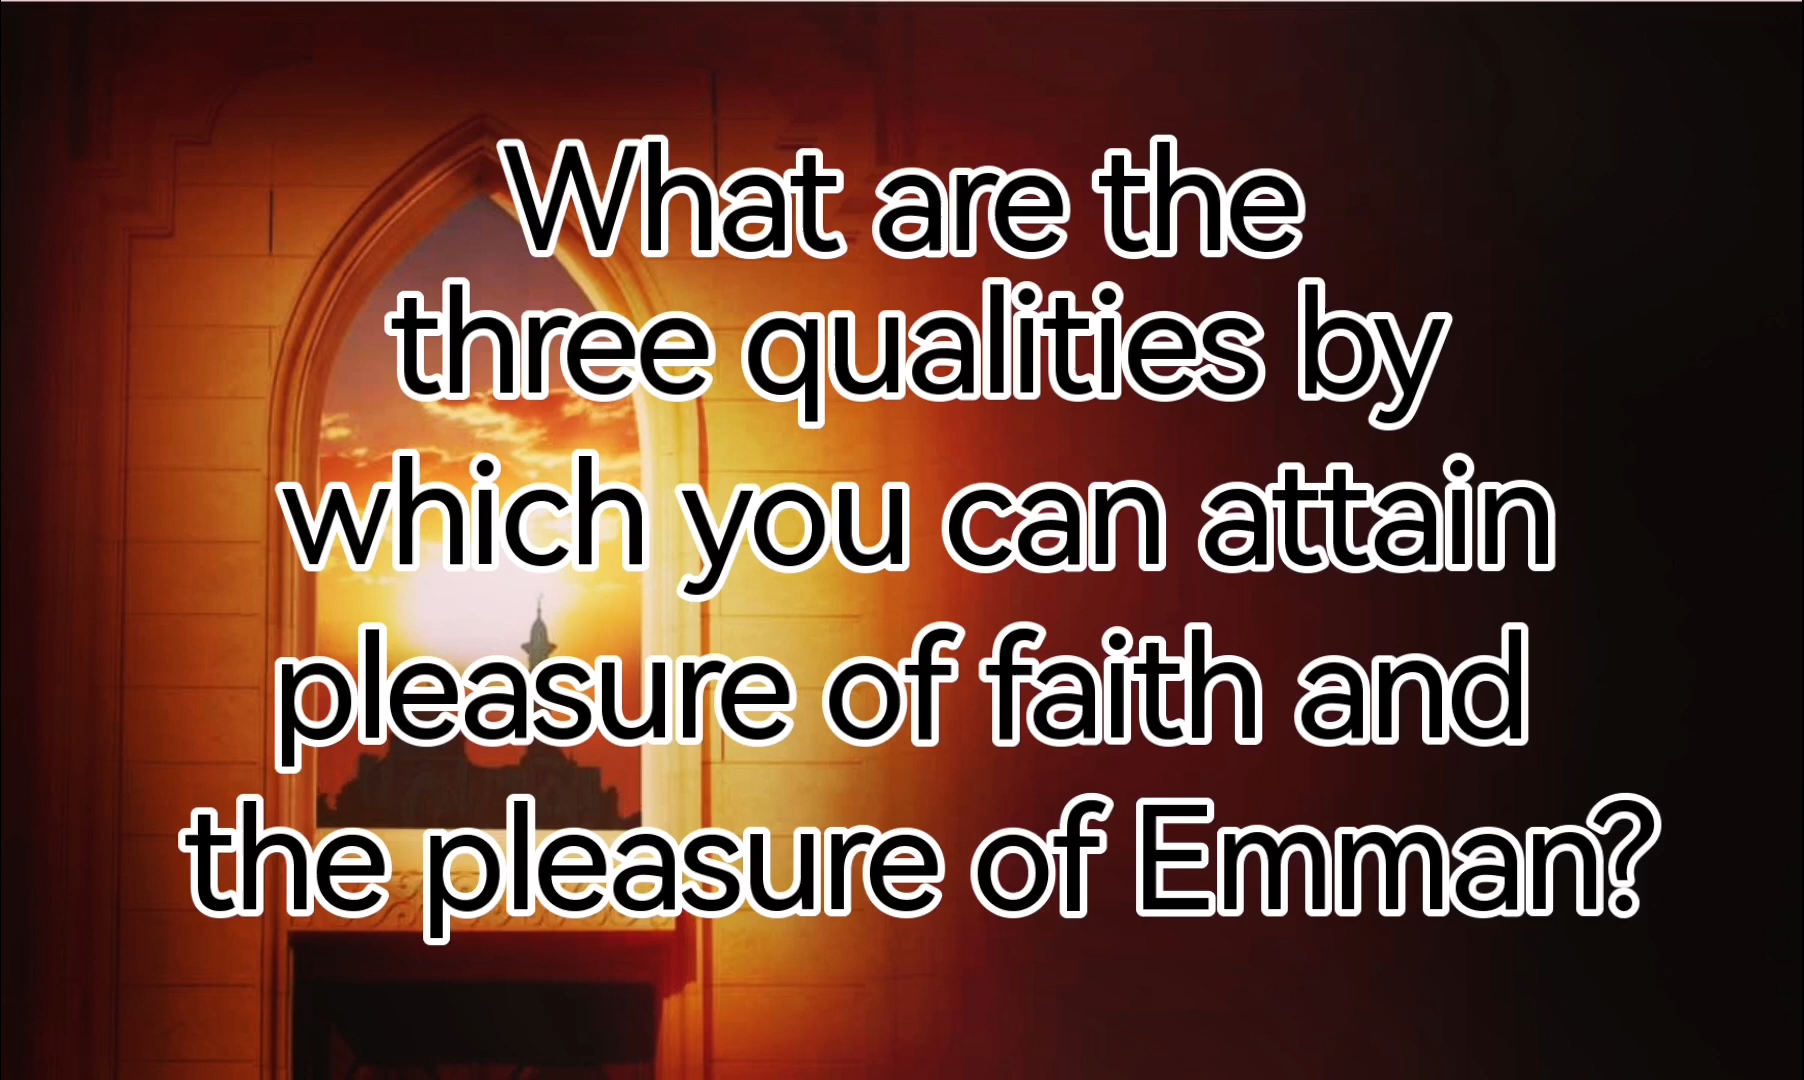 What are the
three qualities by
which you can attain
pleasure of faith and
the pleasure of Emman?